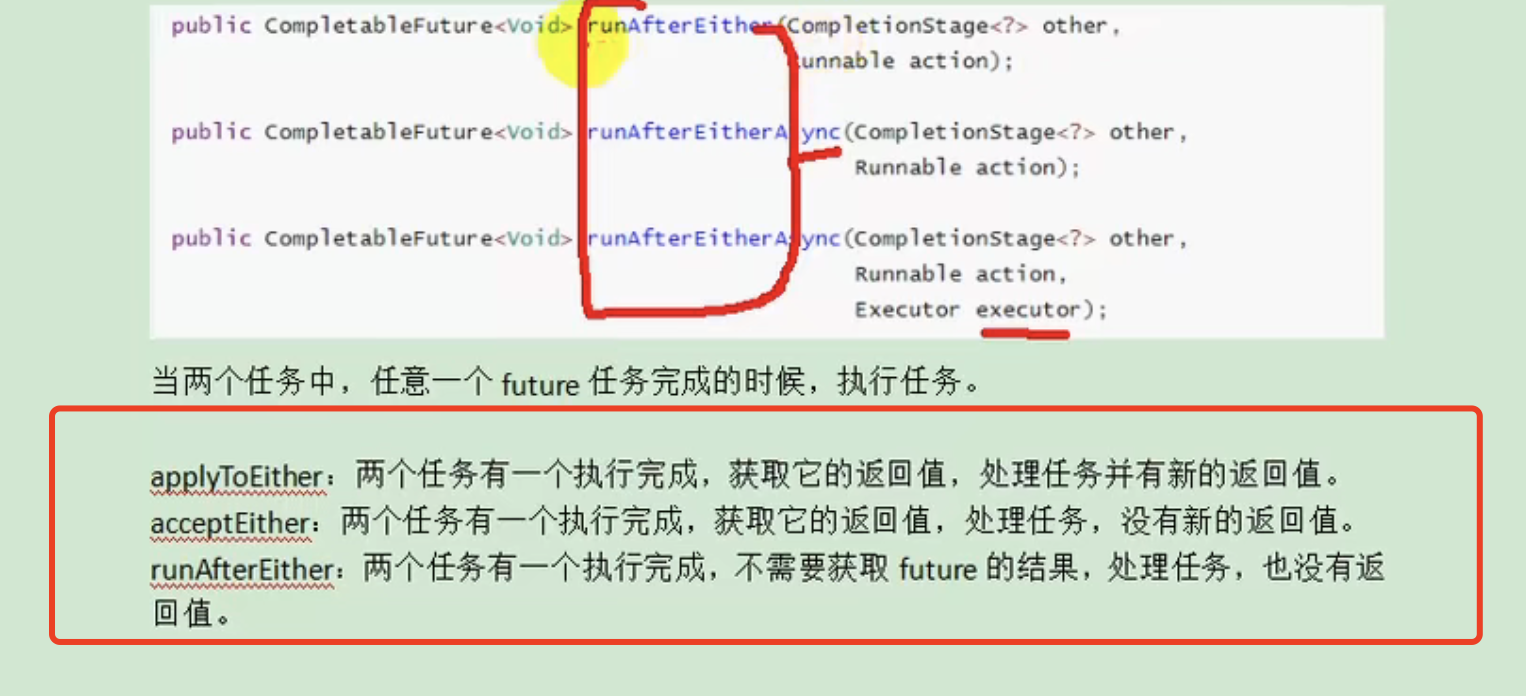 public CompletableFuture<Void> runAfterEither(CompletionStage<?> other,
Runnable action);
public CompletableFuture<Void> runAfterEitherAsync(CompletionStage<?> other,
Runnable action);
public CompletableFuture<Void> runAfterEitherAsync(CompletionStage<?> other,
Runnable action,
Executor executor);
当两个任务中，任意一个 future 任务完成的时候，执行任务。
applyToEither：两个任务有一个执行完成，获取它的返回值，处理任务并有新的返回值。
acceptEither：两个任务有一个执行完成，获取它的返回值，处理任务，没有新的返回值。
runAfterEither：两个任务有一个执行完成，不需要获取 future 的结果，处理任务，也没有返
回值。